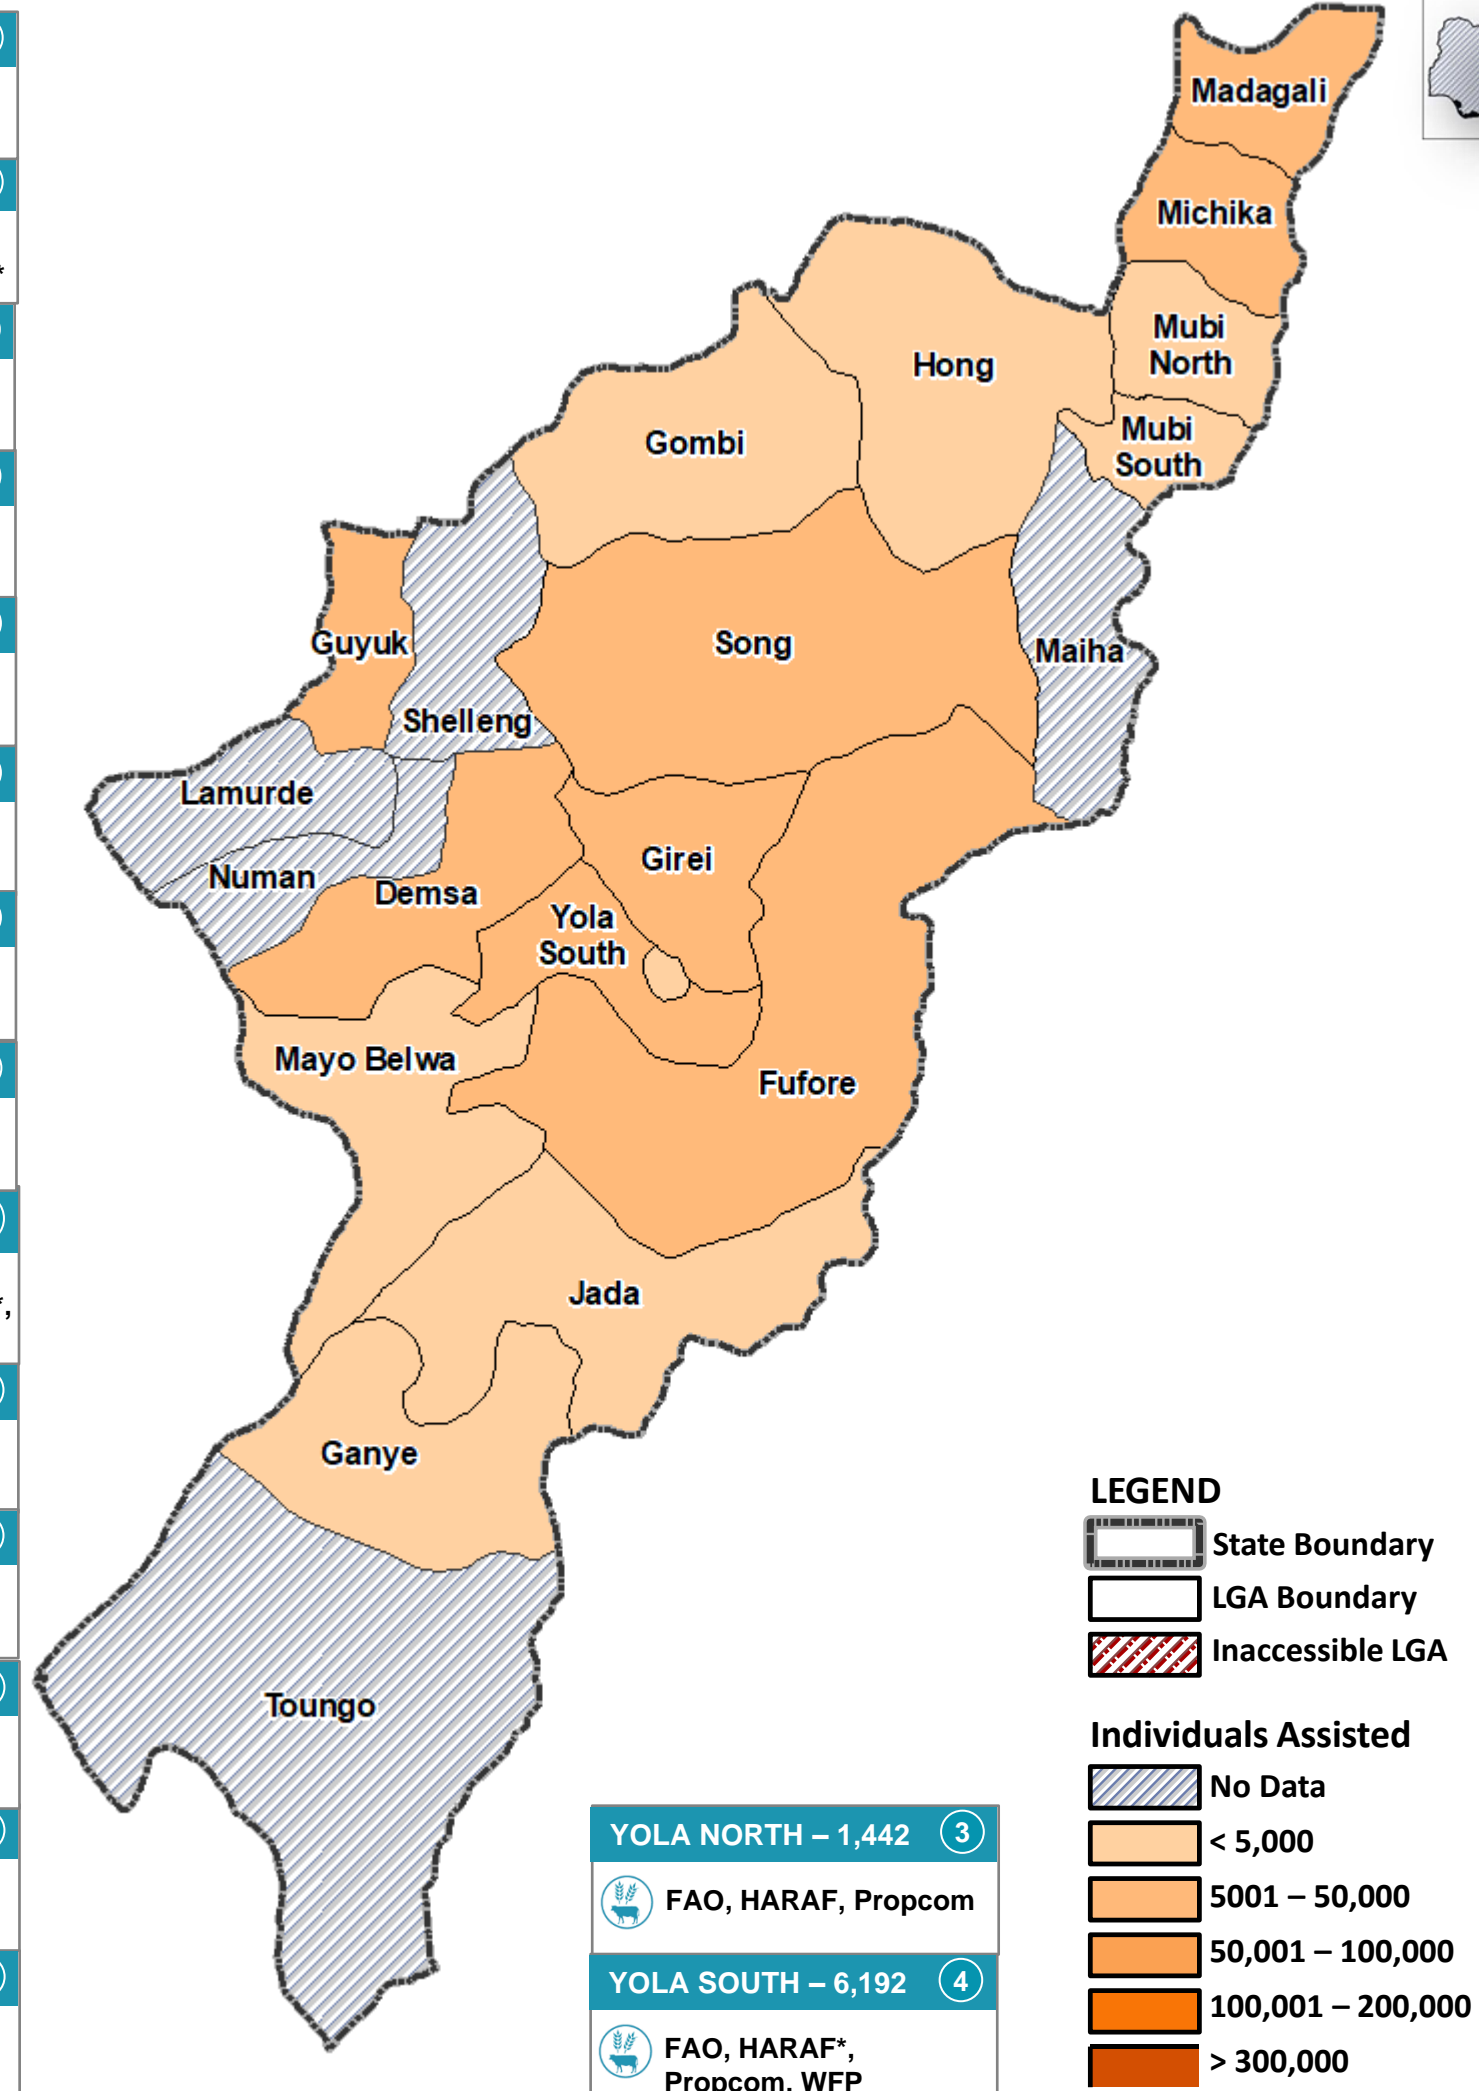 Madagali
Michika
Mubi
North
Hong
Mubi
South
Gombi
Guyuk
Song
Maiha
Shelleng
Lamurde
Girei
Numan
Demsa
Yola
South
Mayo Belwa
Fufore
Jada
Ganye
Toungo
*
*,
YOLA NORTH – 1,442 3
FAO, HARAF, Propcom
YOLA SOUTH – 6,192 4
FAO, HARAF*,
Propcom, WFP
LEGEND
State Boundary
LGA Boundary
Inaccessible LGA
Individuals Assisted
No Data
< 5,000
5001 – 50,000
50,001 – 100,000
100,001 – 200,000
> 300,000